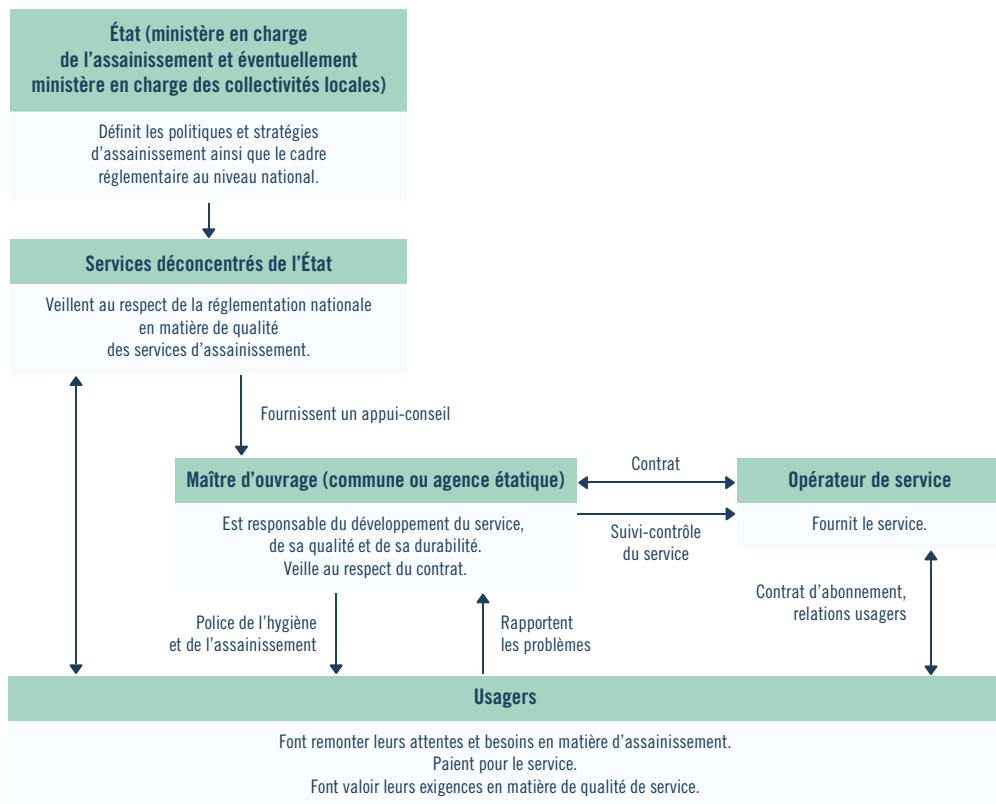 État (ministère en charge
de l’assainissement et éventuellement
ministère en charge des collectivités locales)
Définit les politiques et stratégies
d’assainissement ainsi que le cadre
réglementaire au niveau national.
Services déconcentrés de l’État
Veillent au respect de la réglementation nationale
en matière de qualité
des services d’assainissement.
Fournissent un appui-conseil
Maître d’ouvrage (commune ou agence étatique)
Est responsable du développement du service,
de sa qualité et de sa durabilité.
Veille au respect du contrat.
Contrat
Suivi-contrôle
du service
Opérateur de service
Fournit le service.
Police de l’hygiène
et de l’assainissement
Rapportent
les problèmes
Contrat d’abonnement,
relations usagers
Usagers
Font remonter leurs attentes et besoins en matière d’assainissement.
Paient pour le service.
Font valoir leurs exigences en matière de qualité de service.